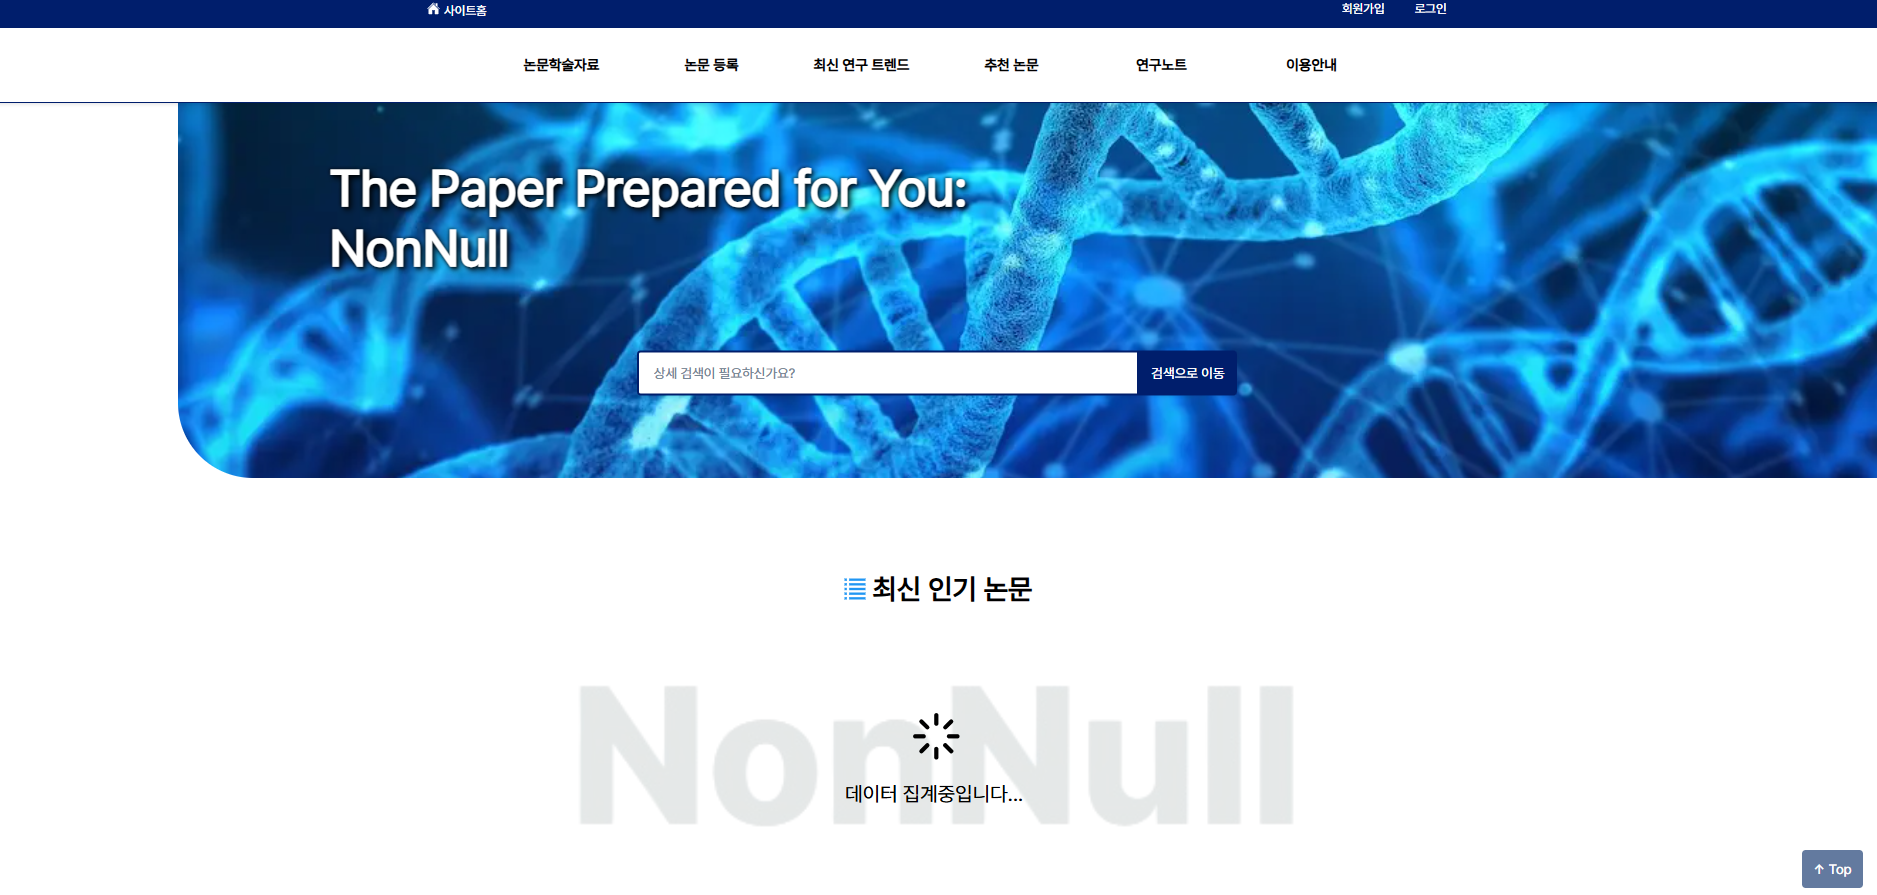 사이트홈 회원가입 로그인
논문학술자료 논문 등록 최신 연구 트렌드 추천 논문 연구노트 이용안내
The Paper Prepared for You:
NonNull
상세 검색이 필요하신가요? 검색으로 이동
최신 인기 논문
NonNull
데이터 집계중입니다...
Top